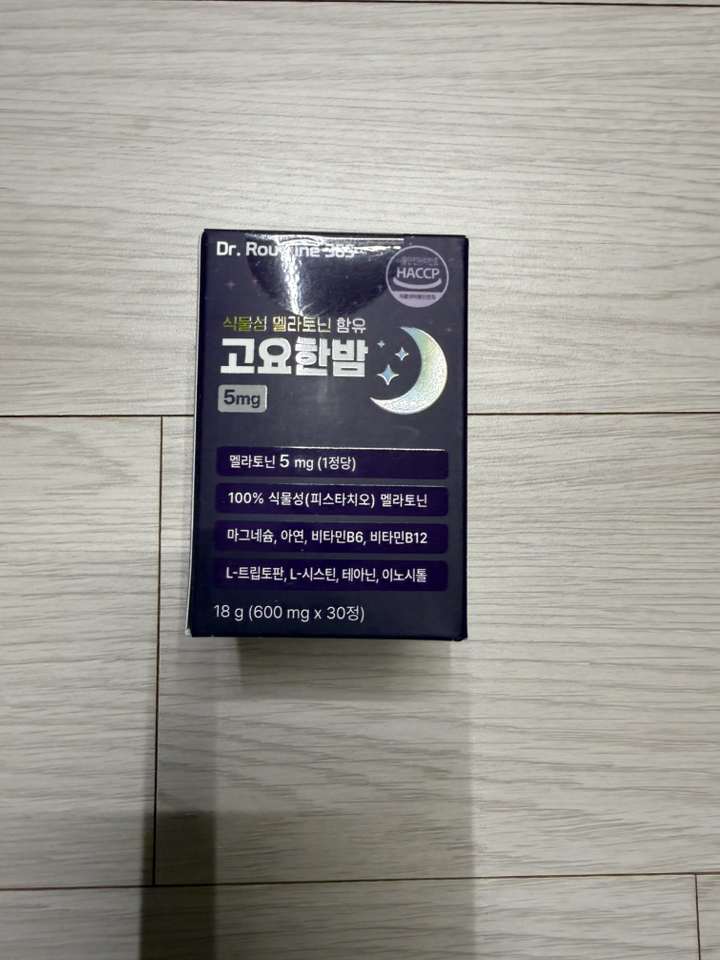 Dr. Routine 365
HACCP
식물성 멜라토닌 함유
고요한밤
5mg
멜라토닌 5 mg (1정당)
100% 식물성(피스타치오) 멜라토닌
마그네슘, 아연, 비타민B6, 비타민B12
L-트립토판, L-시스틴, 테아닌, 이노시톨
18 g (600 mg x 30정)